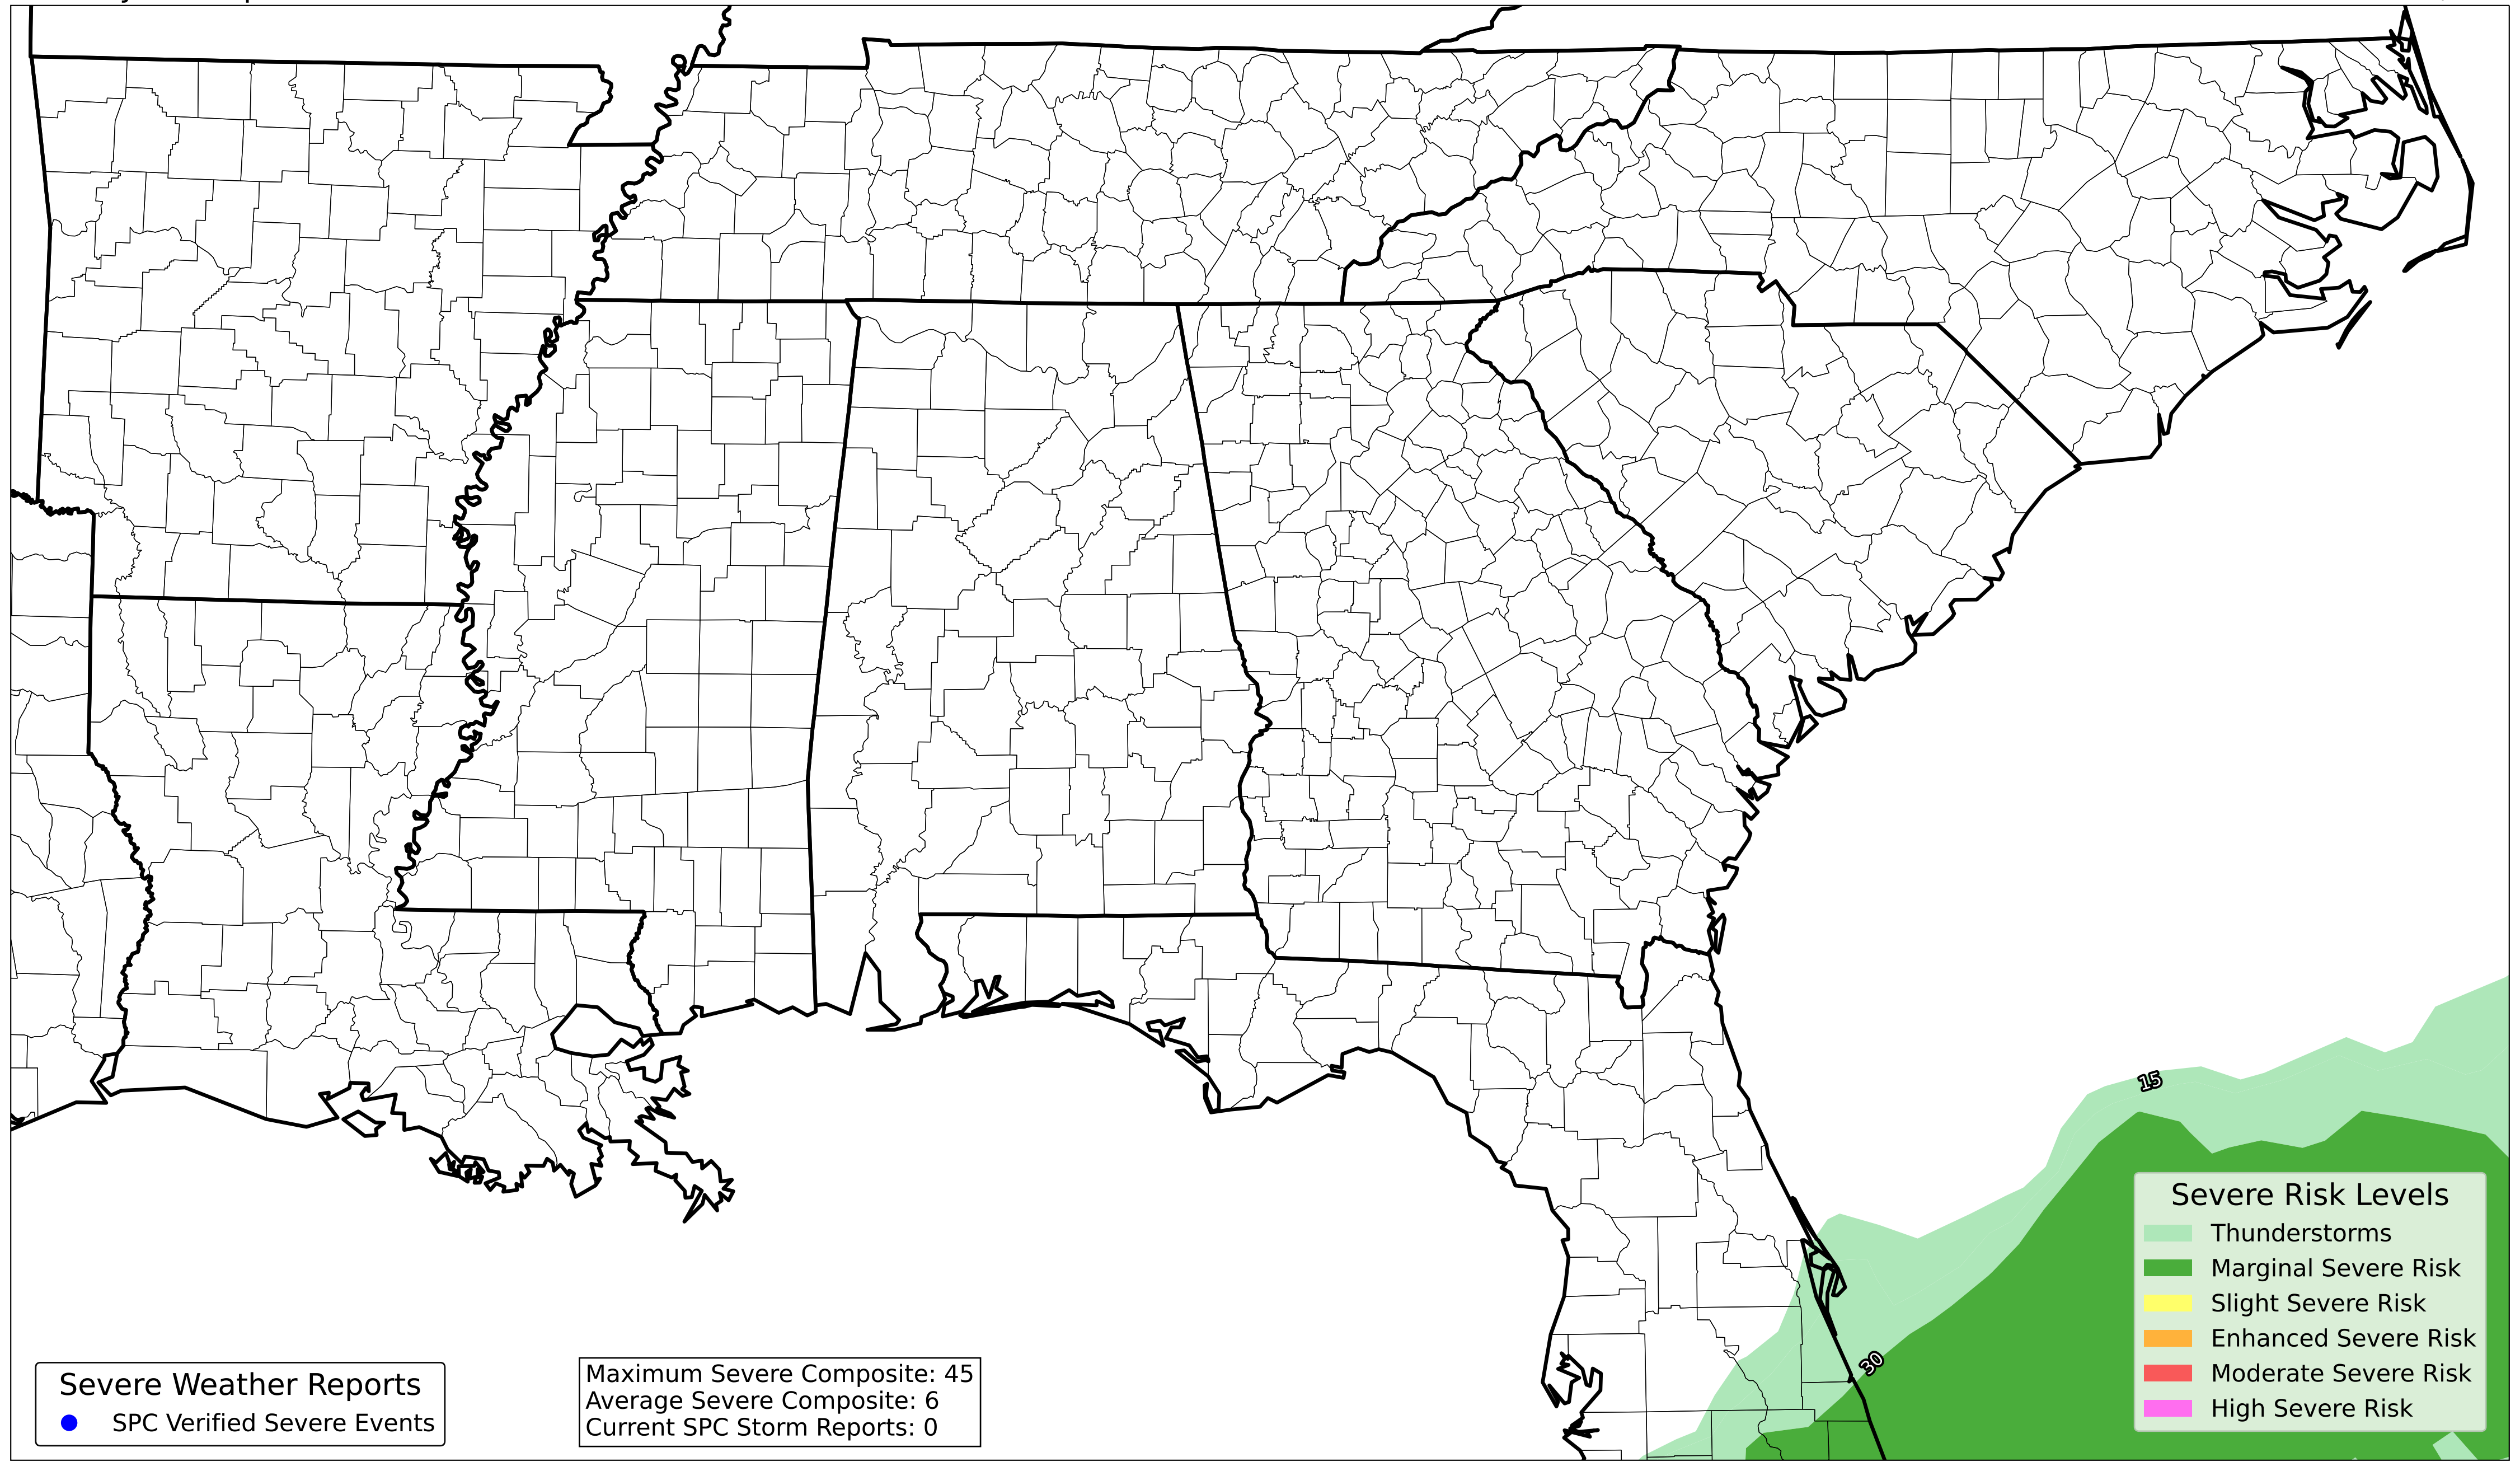 15
30
Severe Risk Levels
Thunderstorms
Marginal Severe Risk
Slight Severe Risk
Enhanced Severe Risk
Moderate Severe Risk
High Severe Risk
Severe Weather Reports
SPC Verified Severe Events
Maximum Severe Composite: 45
Average Severe Composite: 6
Current SPC Storm Reports: 0